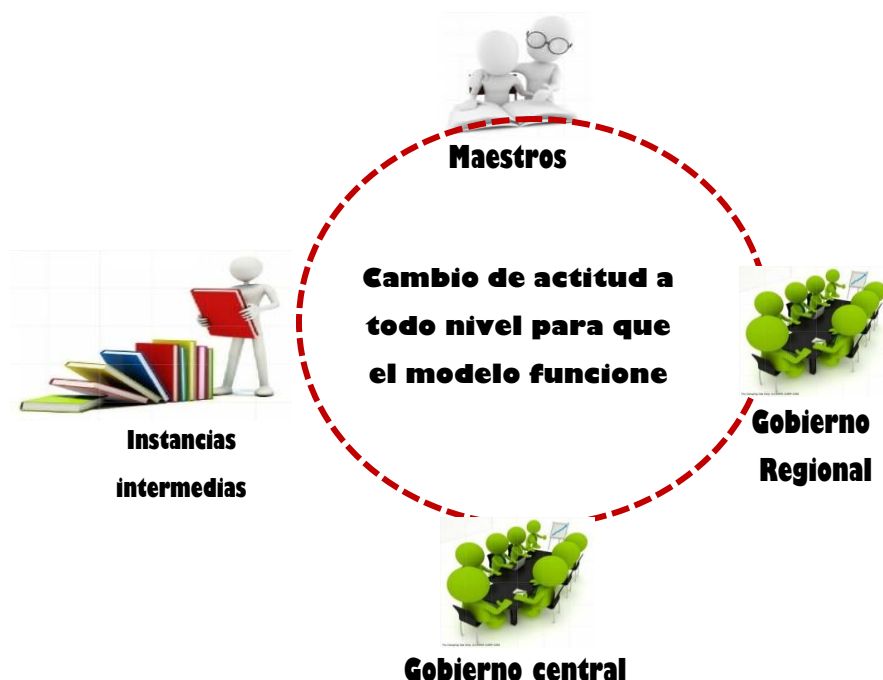 Maestros
Cambio de actitud a
todo nivel para que
el modelo funcione
Gobierno
Regional
Instancias
intermedias
Gobierno central